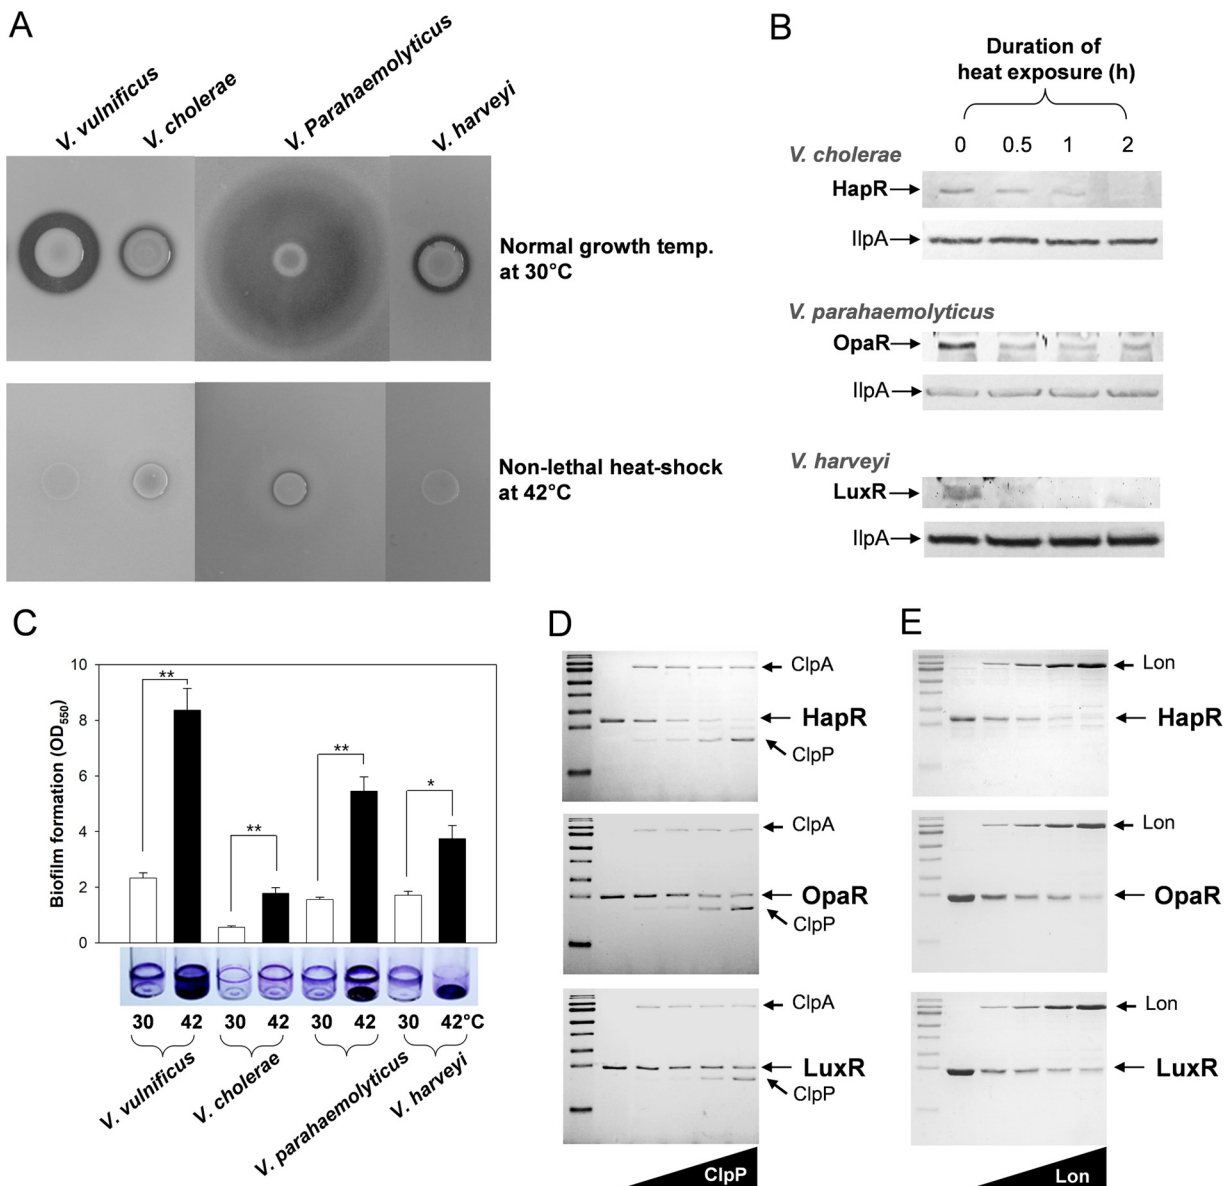 A
V. vulnificus
V. cholerae
V. Parahaemolyticus
V. harveyi
Normal growth temp.
at 30°C
Non-lethal heat-shock
at 42°C
B
Duration of
heat exposure (h)
0 0.5 1 2
V. cholerae
HapR
IlpA
V. parahaemolyticus
OpaR
IlpA
V. harveyi
LuxR
IlpA
C
Biofilm formation (OD550)
10
8
6
4
2
0
**
**
**
*
30 42 30 42 30 42 30 42°C
V. vulnificus
V. cholerae
V. parahaemolyticus
V. harveyi
D
ClpA
HapR
ClpP
ClpA
OpaR
ClpP
ClpA
LuxR
ClpP
ClpP
E
Lon
HapR
Lon
OpaR
Lon
LuxR
Lon